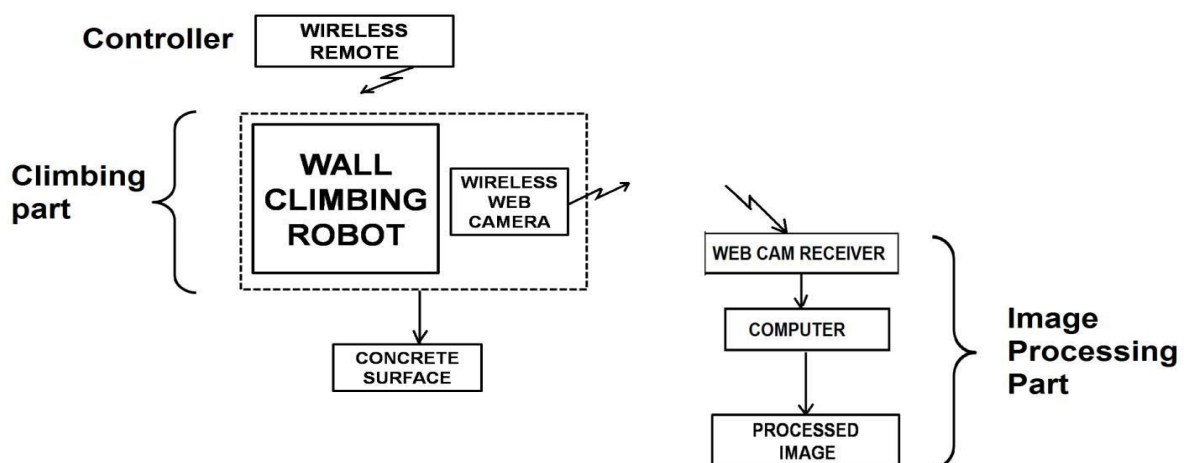 Controller
WIRELESS
REMOTE
Climbing
part
WALL
CLIMBING
ROBOT
WIRELESS
WEB
CAMERA
CONCRETE
SURFACE
WEB CAM RECEIVER
COMPUTER
PROCESSED
IMAGE
Image
Processing
Part